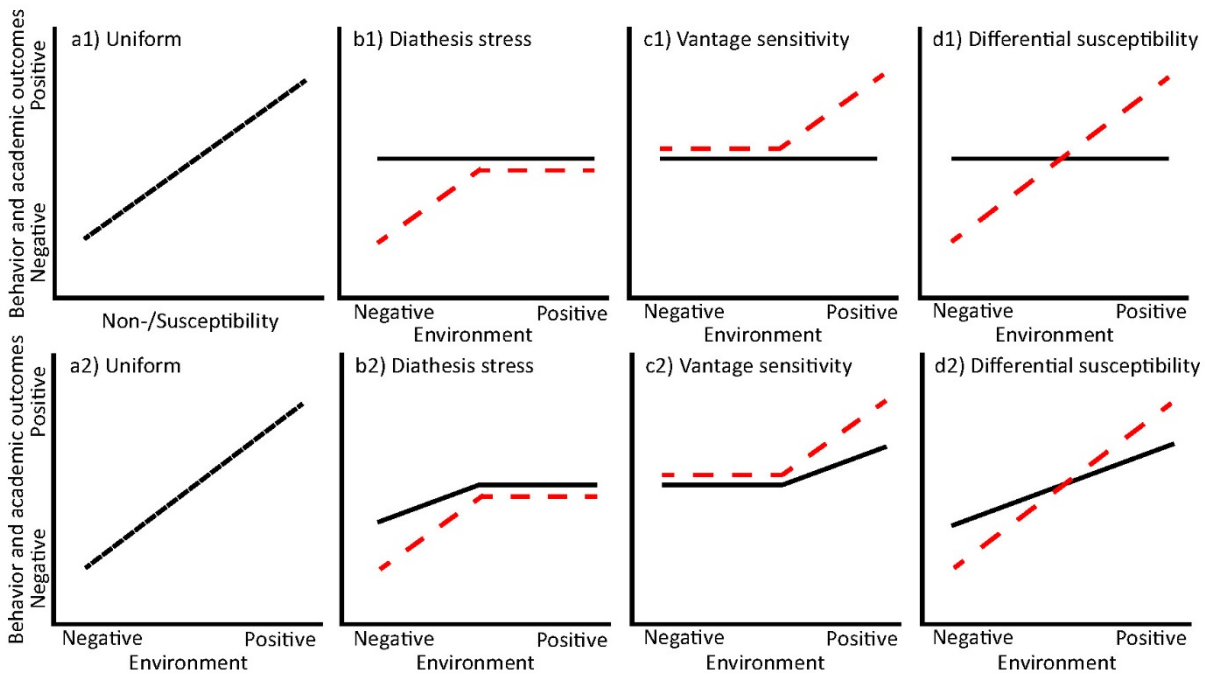 Behavior and academic outcomes
Negative Positive
a1) Uniform
Non-/Susceptibility
b1) Diathesis stress
Negative Positive
Environment
c1) Vantage sensitivity
Negative Positive
Environment
d1) Differential susceptibility
Negative Positive
Environment
Behavior and academic outcomes
Negative Positive
a2) Uniform
Negative Positive
Environment
b2) Diathesis stress
Negative Positive
Environment
c2) Vantage sensitivity
Negative Positive
Environment
d2) Differential susceptibility
Negative Positive
Environment